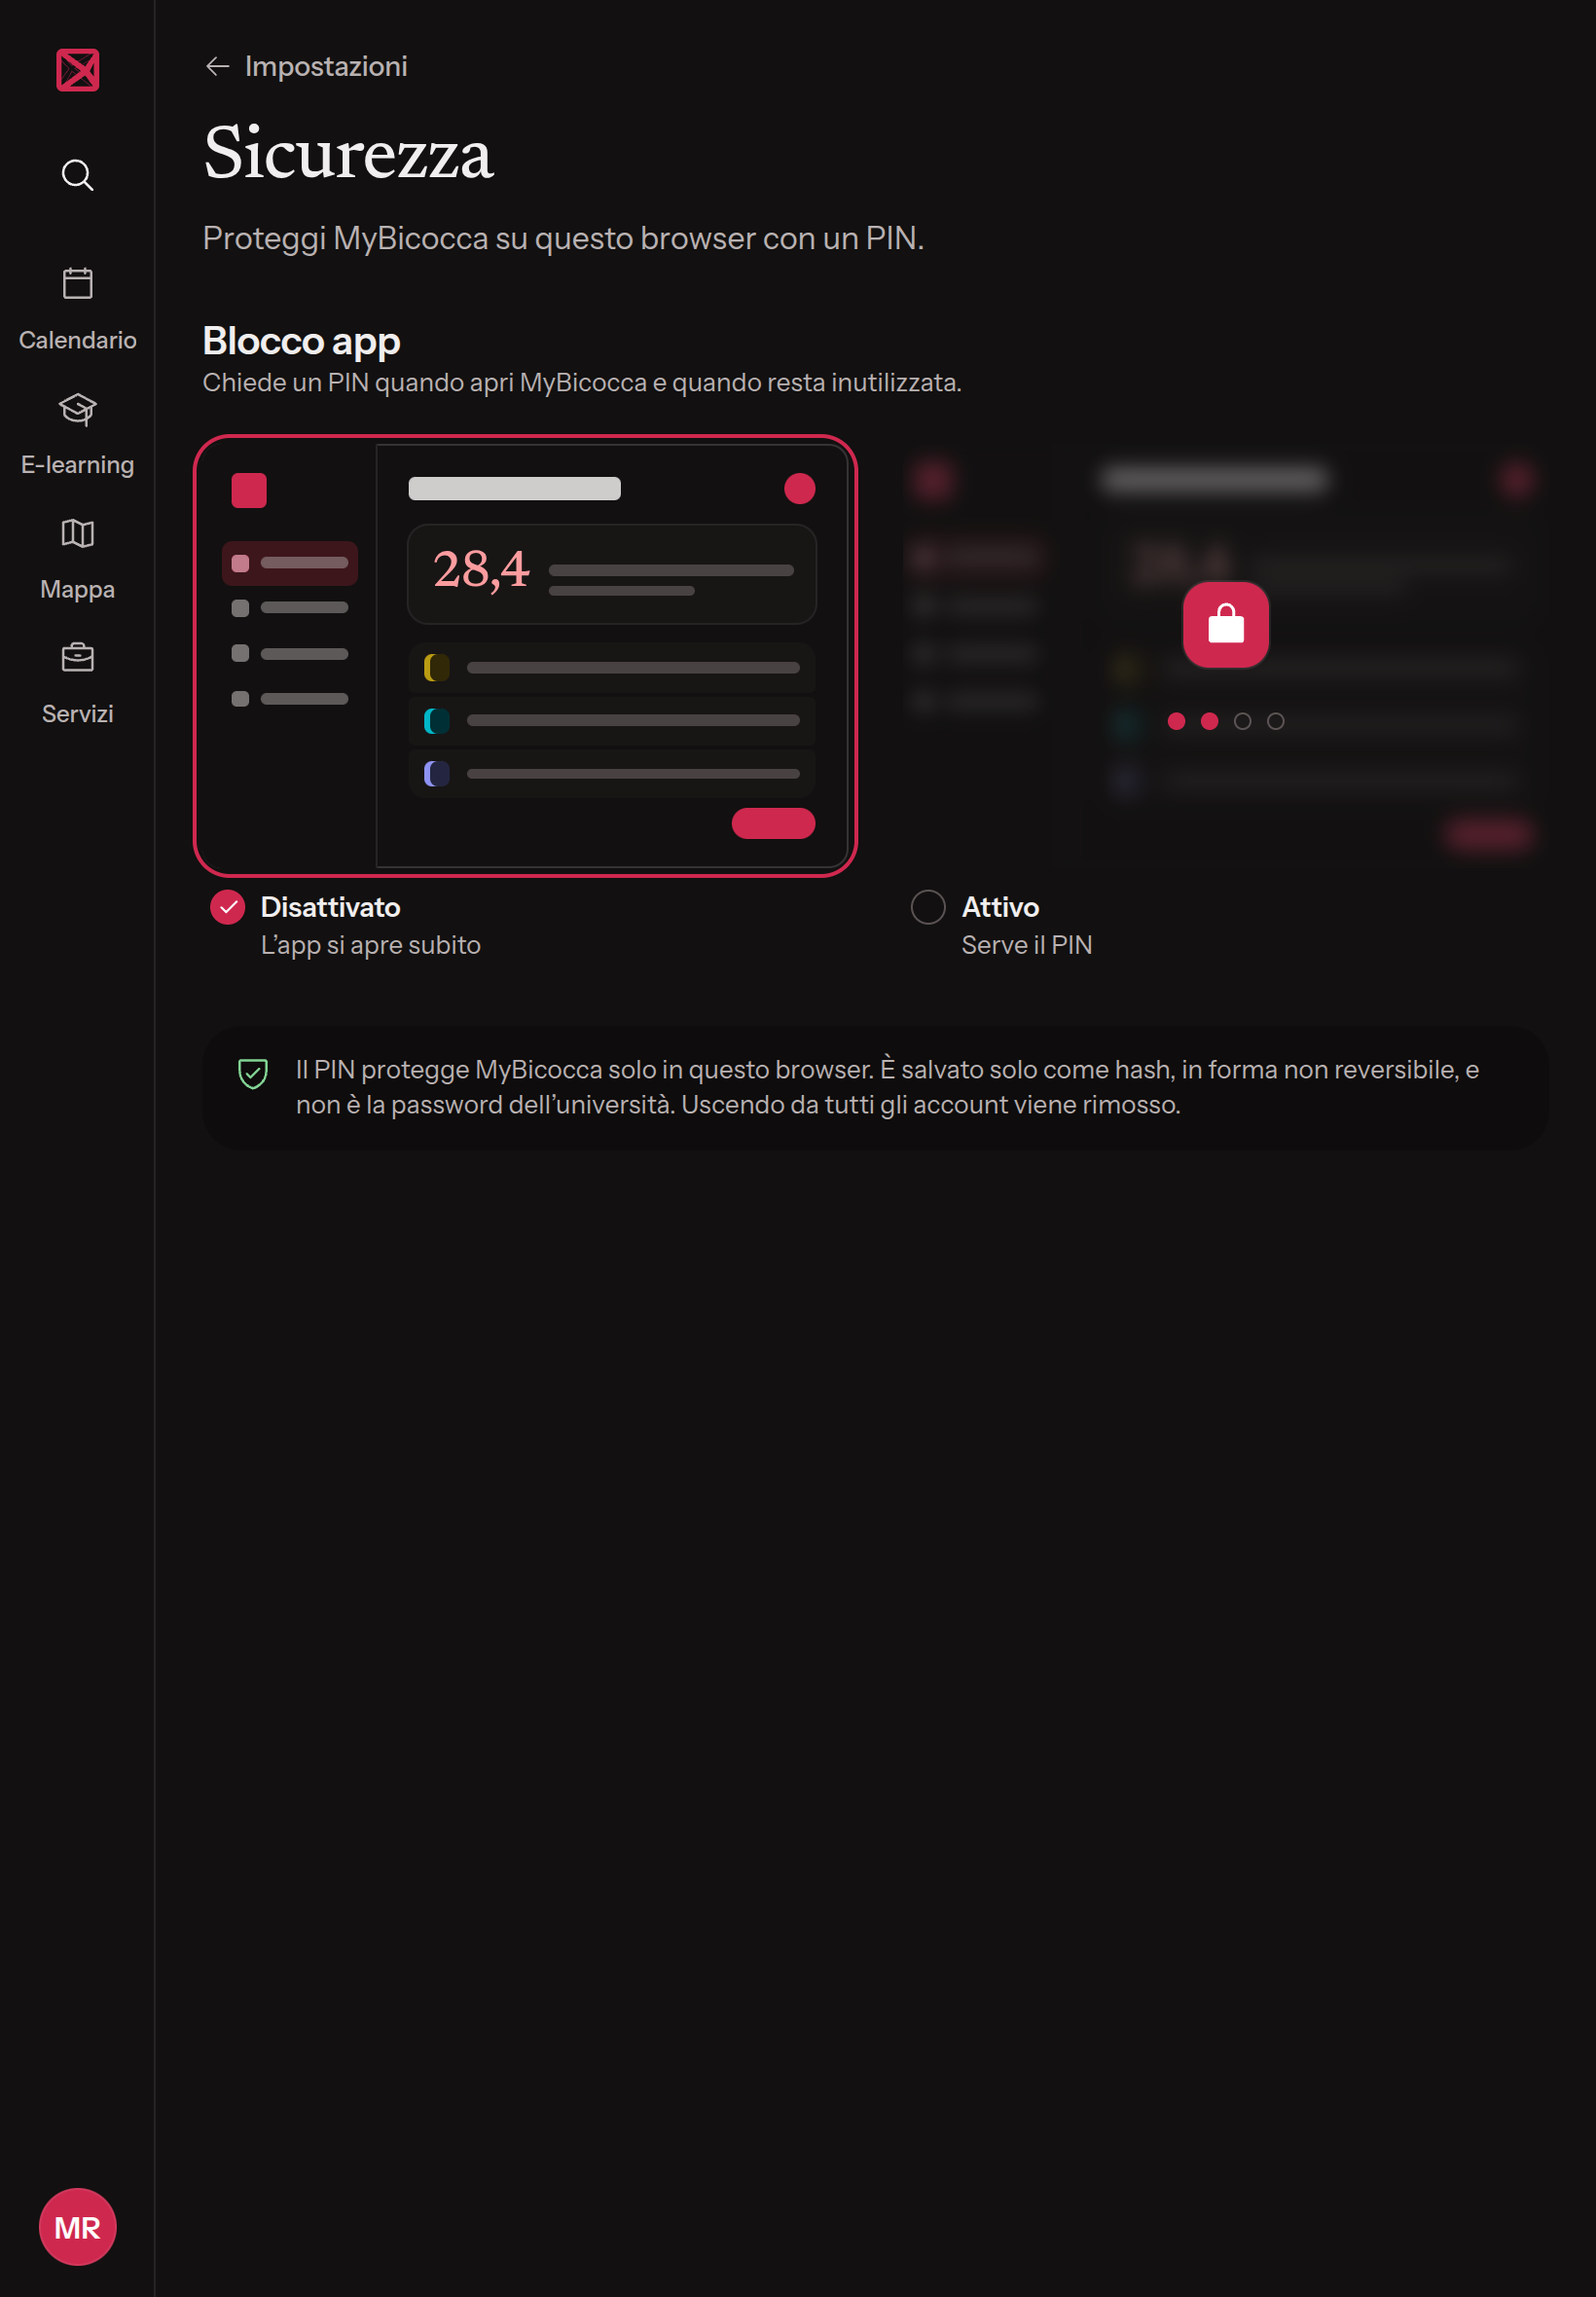 Impostazioni
Sicurezza
Proteggi MyBicocca su questo browser con un PIN.
Calendario
E-learning
Mappa
Servizi
Blocco app
Chiede un PIN quando apri MyBicocca e quando resta inutilizzata.
28,4
28,4
Disattivato
L’app si apre subito
Attivo
Serve il PIN
Il PIN protegge MyBicocca solo in questo browser. È salvato solo come hash, in forma non reversibile, e
non è la password dell’università. Uscendo da tutti gli account viene rimosso.
MR